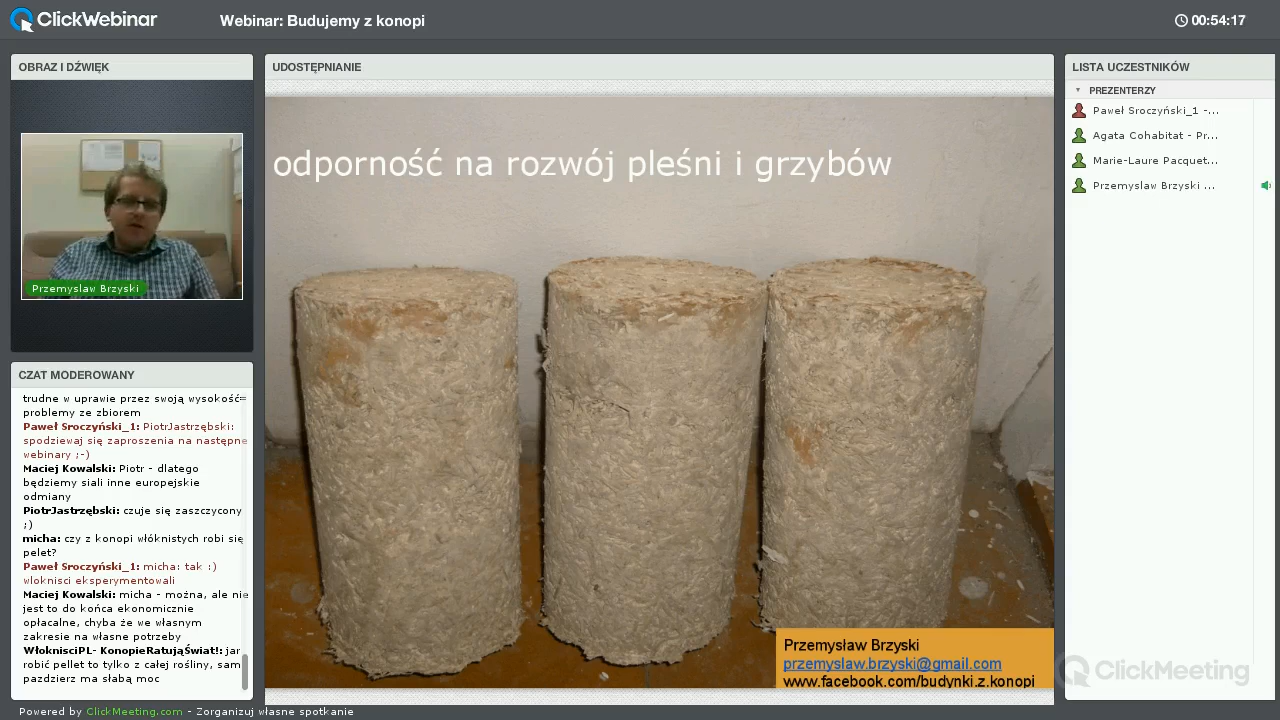 ClickWebinar
Webinar: Budujemy z konopi
00:54:17
OBRAZ I DŹWIĘK
Przemyslaw Brzyski
CZAT MODEROWANY
trudne w uprawie przez swoją wysokość=
problemy ze zbiorem
Paweł Sroczyński_1: PiotrJastrzębski:
spodziewaj się zaproszenia na następne
webinary ;-)
Maciej Kowalski: Piotr - dlatego
będziemy siali inne europejskie
odmiany
PiotrJastrzębski: czuje się zaszczycony
;)
micha: czy z konopi włóknistych robi się
pelet?
Paweł Sroczyński_1: micha: tak :)
wloknisci eksperymentowali
Maciej Kowalski: micha - można, ale nie
jest to do końca ekonomicznie
opłacalne, chyba że we własnym
zakresie na własne potrzeby
WłoknisciPL- KonopieRatująŚwiat!:
robić pellet to tylko z całej rośliny, sam
pazdzierz ma słabą moc
UDOSTĘPNIANIE
odporność na rozwój pleśni i grzybów
Przemysław Brzyski
przemyslaw.brzyski@gmail.com
www.facebook.com/budynki.z.konopi
LISTA UCZESTNIKÓW
PREZENTERZY
Paweł Sroczyński_1 -...
Agata Cohabitat - Pr...
Marie-Laure Pacquet...
Przemyslaw Brzyski ...
ClickMeeting
Powered by ClickMeeting.com - Zorganizuj własne spotkanie